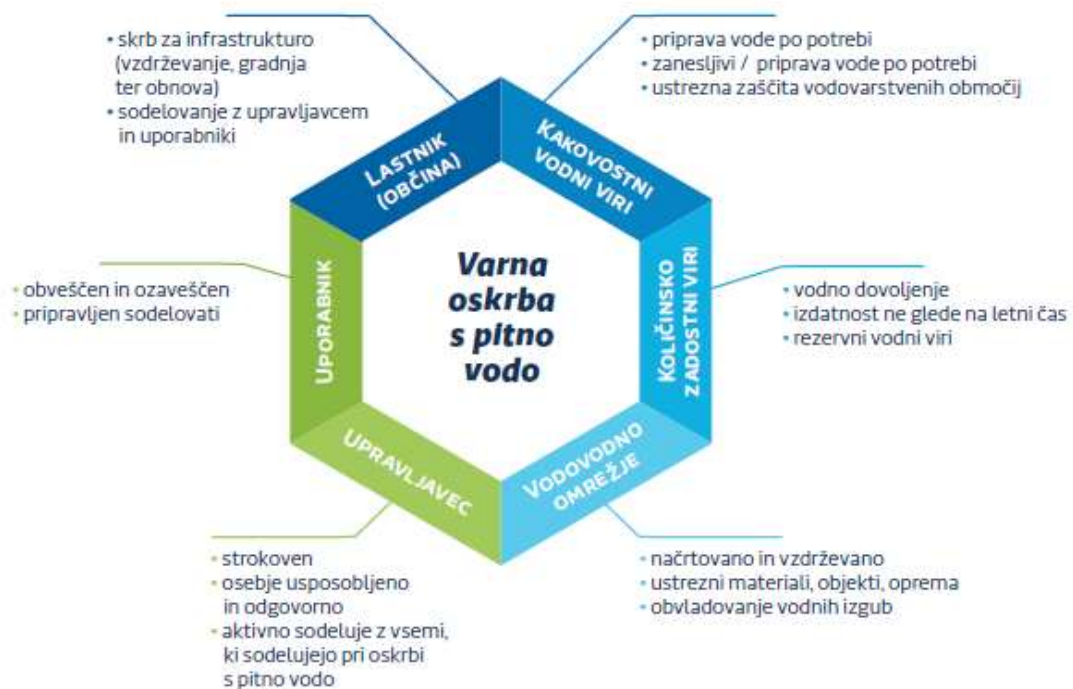 • skrb za infrastrukturo
(vzdrževanje, gradnja
ter obnova)
• sodelovanje z upravljavcem
in uporabniki
• priprava vode po potrebi
• zanesljivi / priprava vode po potrebi
• ustrezna zaščita vodovarstvenih območij
LASTNIK
(OBČINA)
KAKOVOSTNI
VODNI VIRI
• obveščen in ozaveščen
• pripravljen sodelovati
UPORABNIK
Varna
oskrba
s pitno
vodo
KOLIČINSKO
ZADOSTNI VIRI
• vodno dovoljenje
• izdatnost ne glede na letni čas
• rezervni vodni viri
UPRAVLJAVEC
VODOVODNO
OMREŽJE
• strokoven
• osebje usposobljeno
in odgovorno
• aktivno sodeluje z vsemi,
ki sodelujejo pri oskrbi
s pitno vodo
• načrtovano in vzdrževano
• ustrezni materiali, objekti, oprema
• obvladovanje vodnih izgub